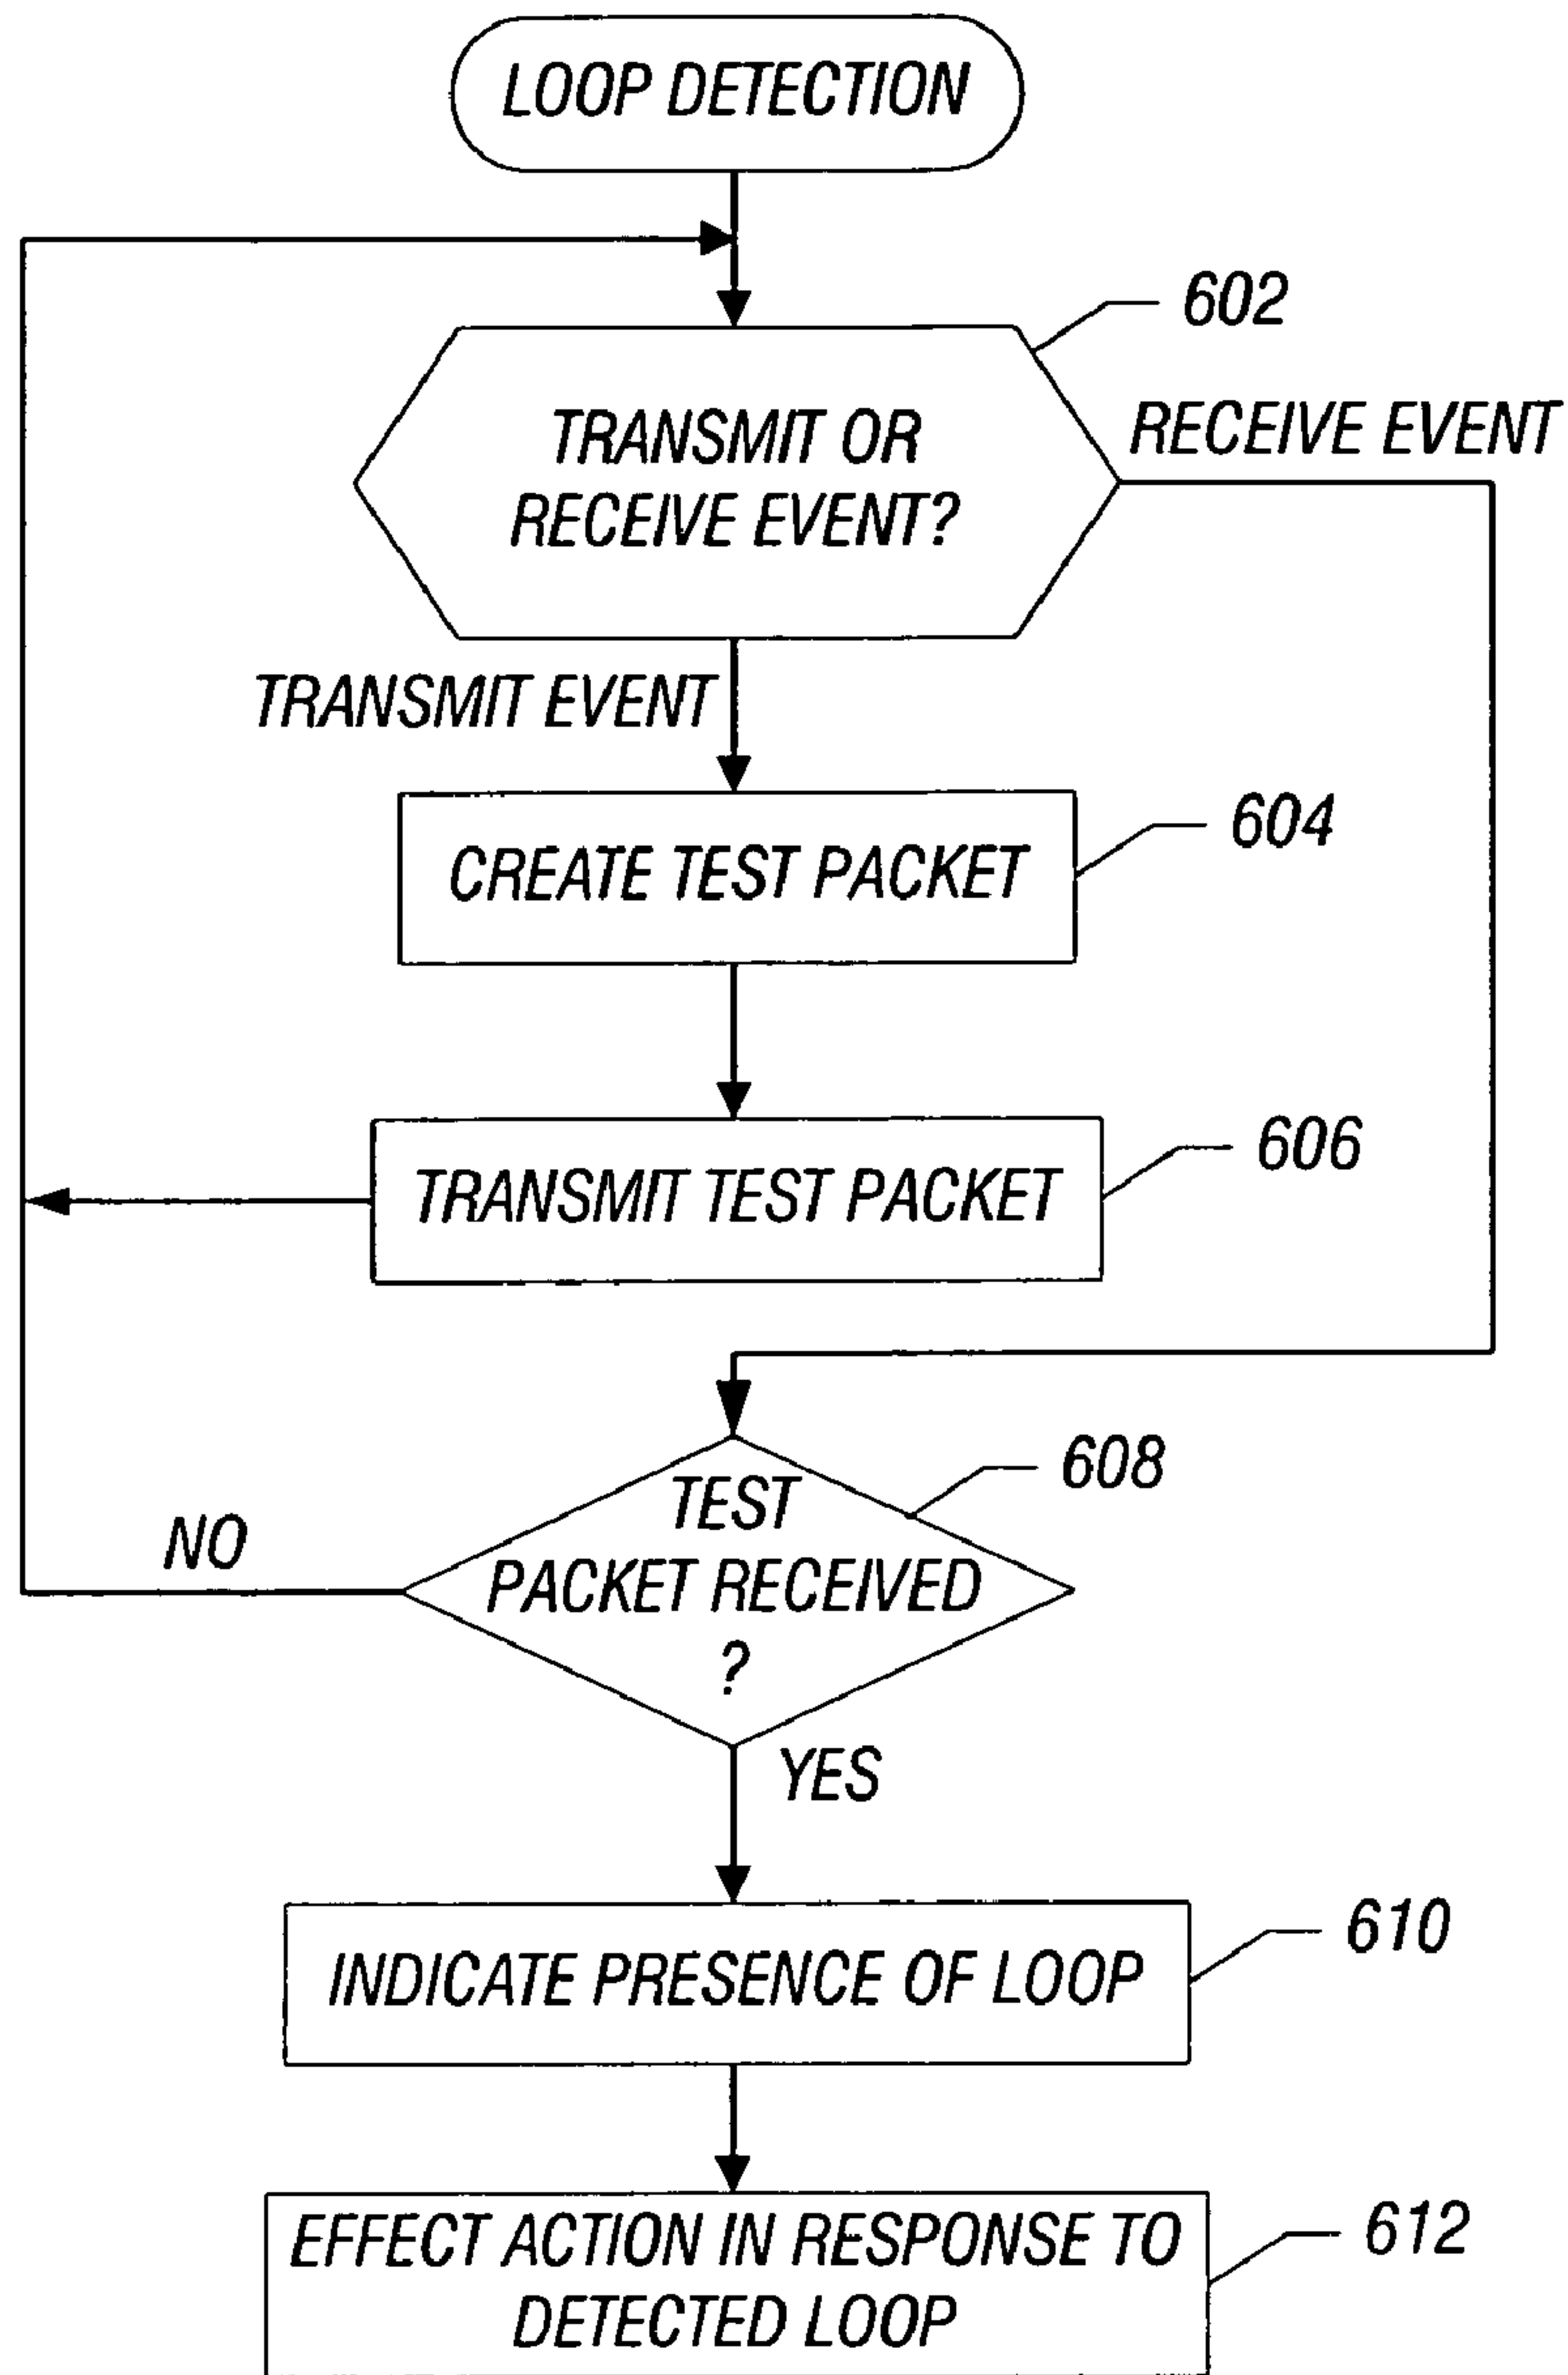 LOOP DETECTION
602
TRANSMIT OR
RECEIVE EVENT?
RECEIVE EVENT
TRANSMIT EVENT
604
CREATE TEST PACKET
606
TRANSMIT TEST PACKET
608
TEST
PACKET RECEIVED
?
NO
YES
610
INDICATE PRESENCE OF LOOP
612
EFFECT ACTION IN RESPONSE TO
DETECTED LOOP